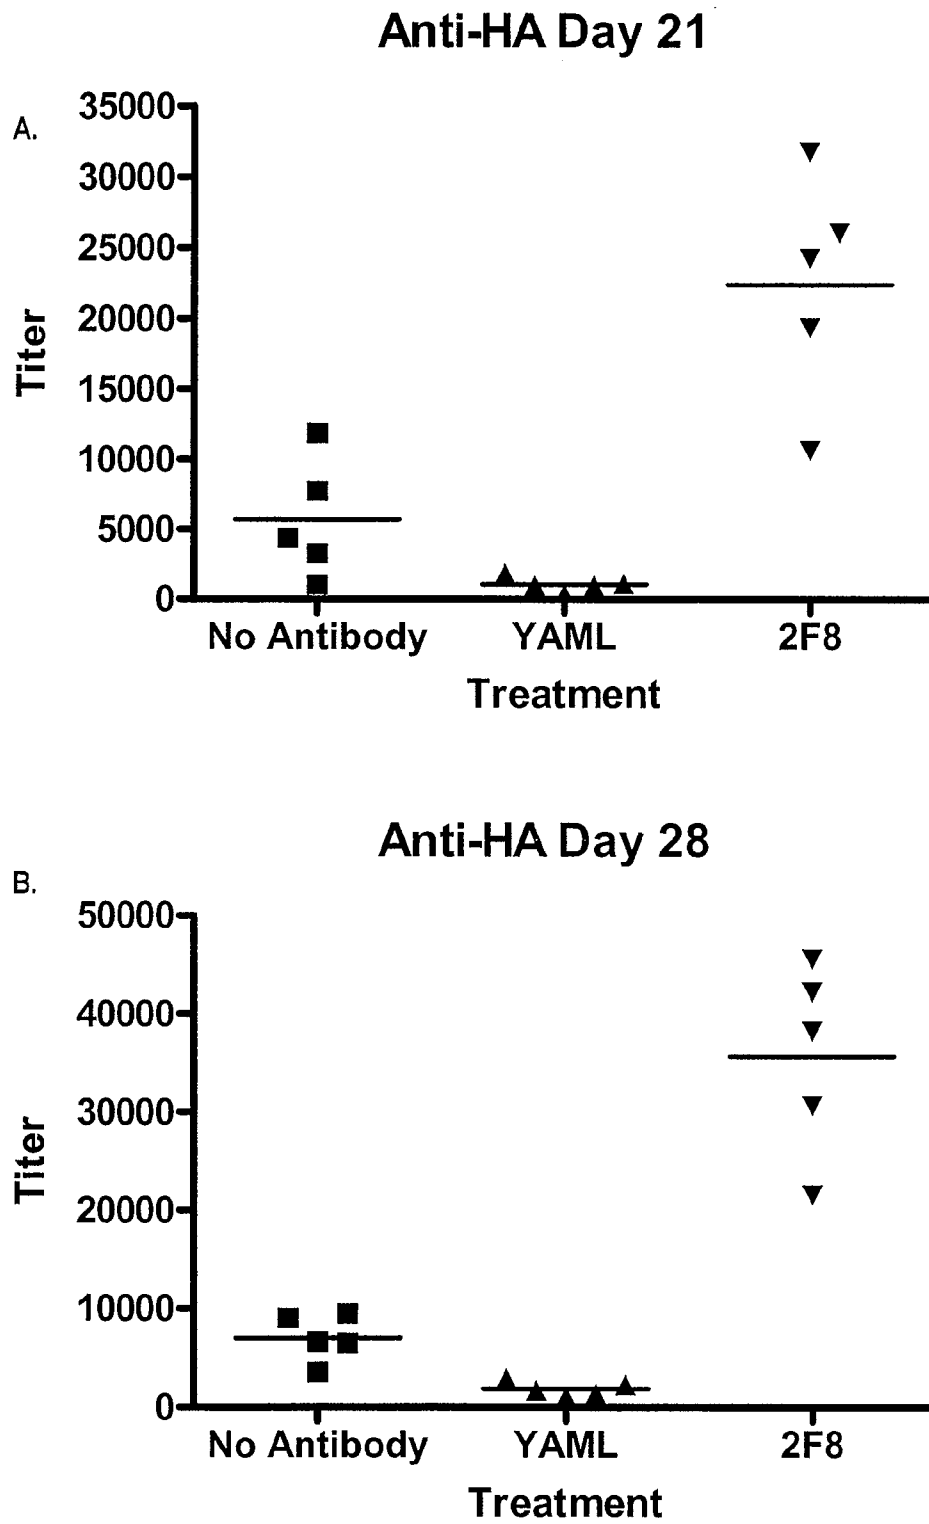 Anti-HA Day 21
A.
35000
30000
25000
20000
15000
10000
5000
0
Titer
No Antibody YAML 2F8
Treatment
Anti-HA Day 28
B.
50000
40000
30000
20000
10000
0
Titer
No Antibody YAML 2F8
Treatment